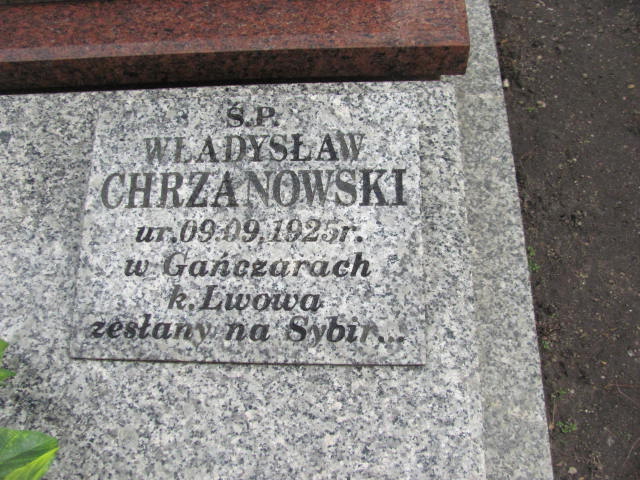 Ś.P.
WŁADYSŁAW
CHRZANOWSKI
ur.09.09.1925r.
w Gańczarach
k.Lwowa
zesłany na Sybir...